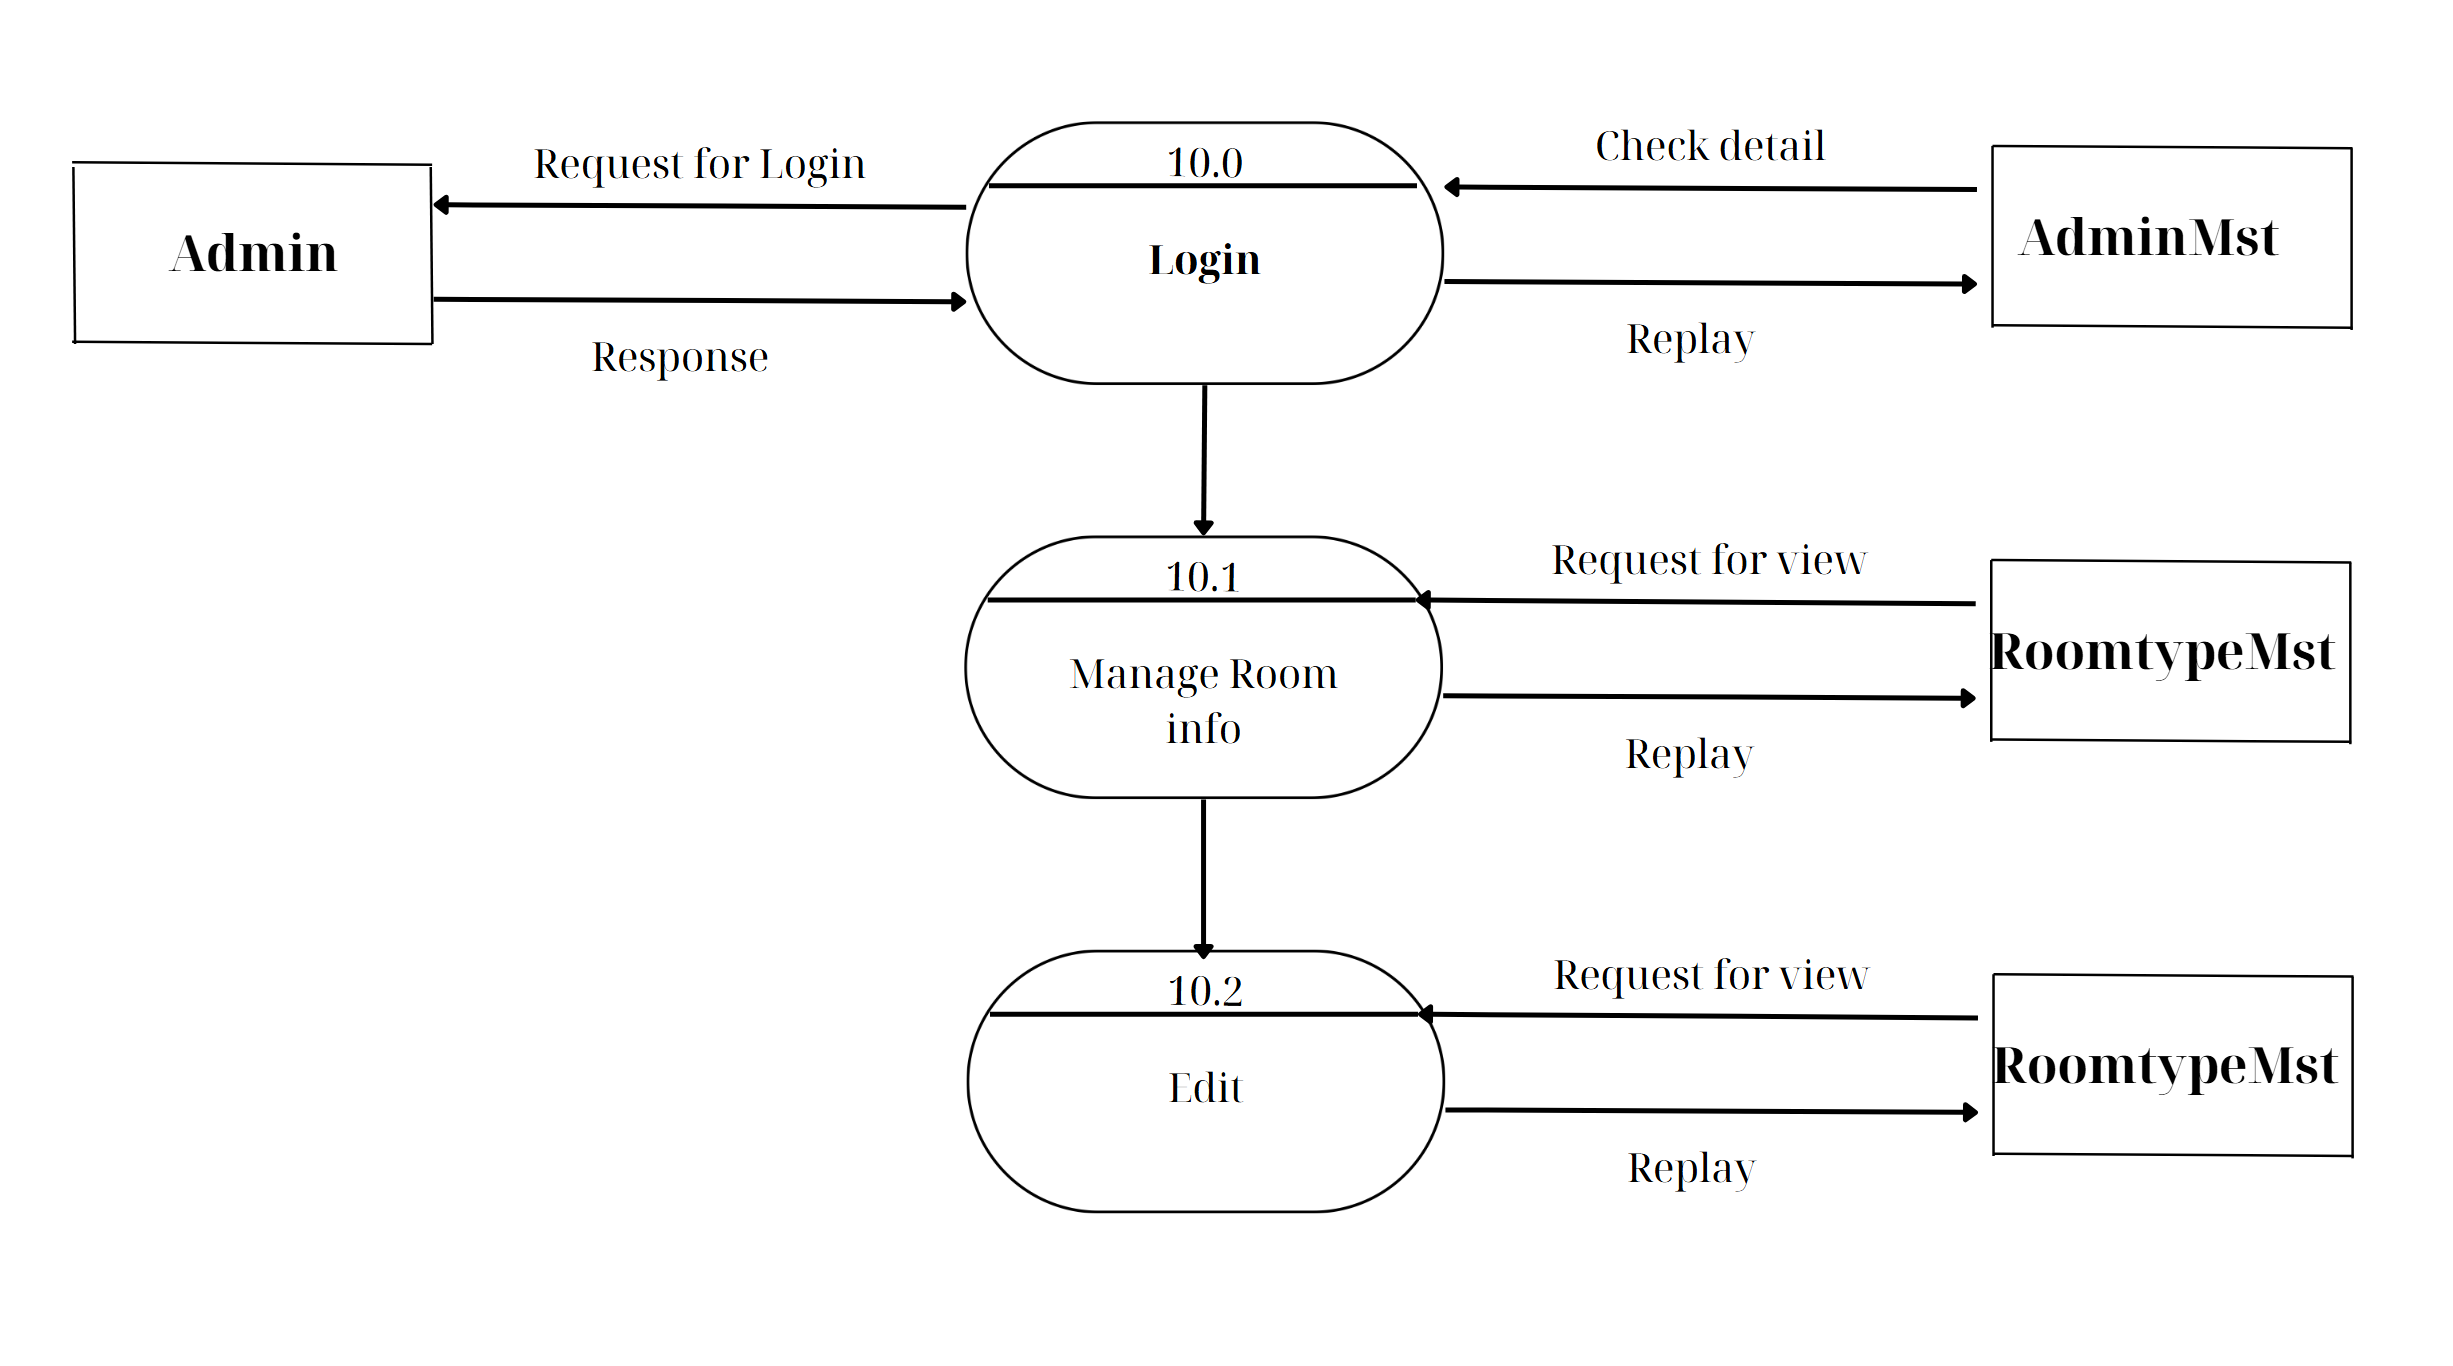 Request for Login
10.0
Check detail
Admin
Login
AdminMst
Response
Replay
10.1
Request for view
Manage Room
info
RoomtypeMst
Replay
10.2
Request for view
Edit
RoomtypeMst
Replay